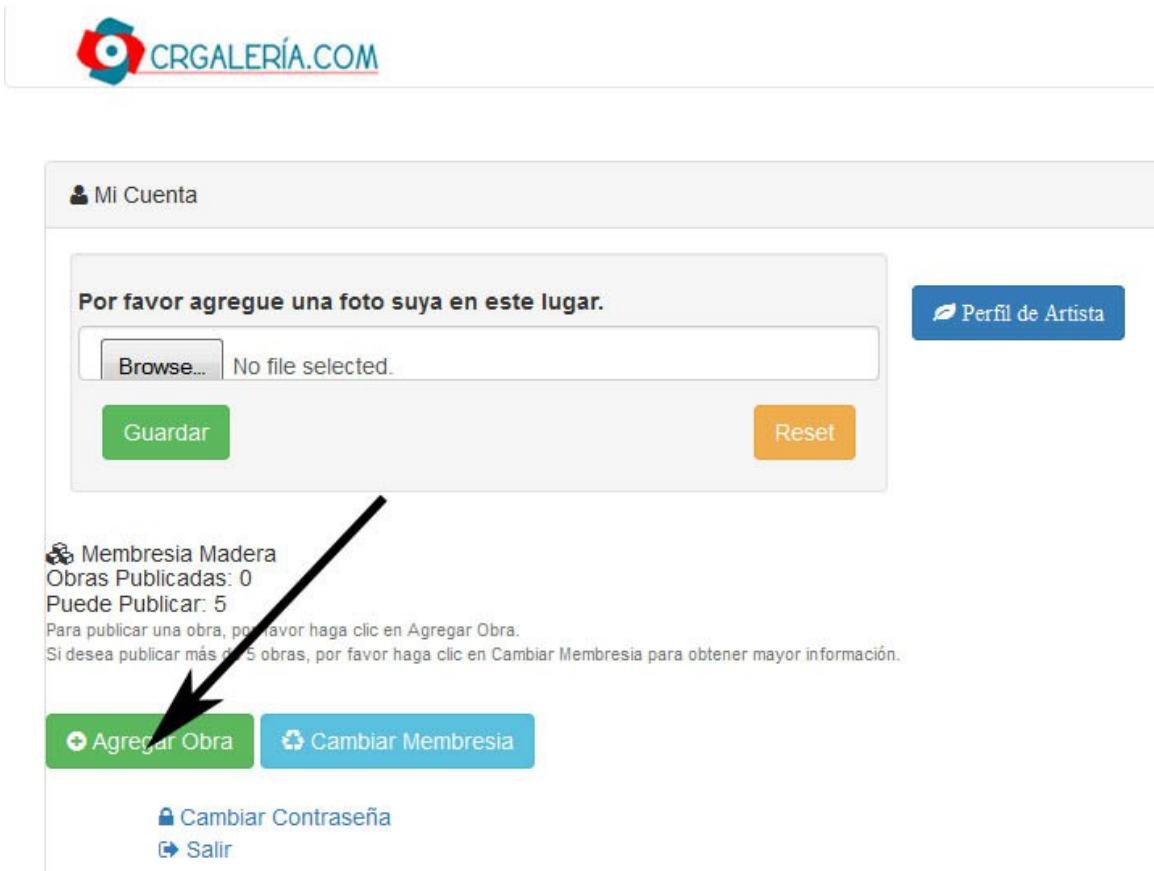 CRGALERÍA.COM
Mi Cuenta
Por favor agregue una foto suya en este lugar.
Perfil de Artista
Browse... No file selected.
Guardar Reset
Membresia Madera
Obras Publicadas: 0
Puede Publicar: 5
Para publicar una obra, por favor haga clic en Agregar Obra.
Si desea publicar más de 5 obras, por favor haga clic en Cambiar Membresia para obtener mayor información.
Agregar Obra Cambiar Membresia
Cambiar Contraseña
Salir